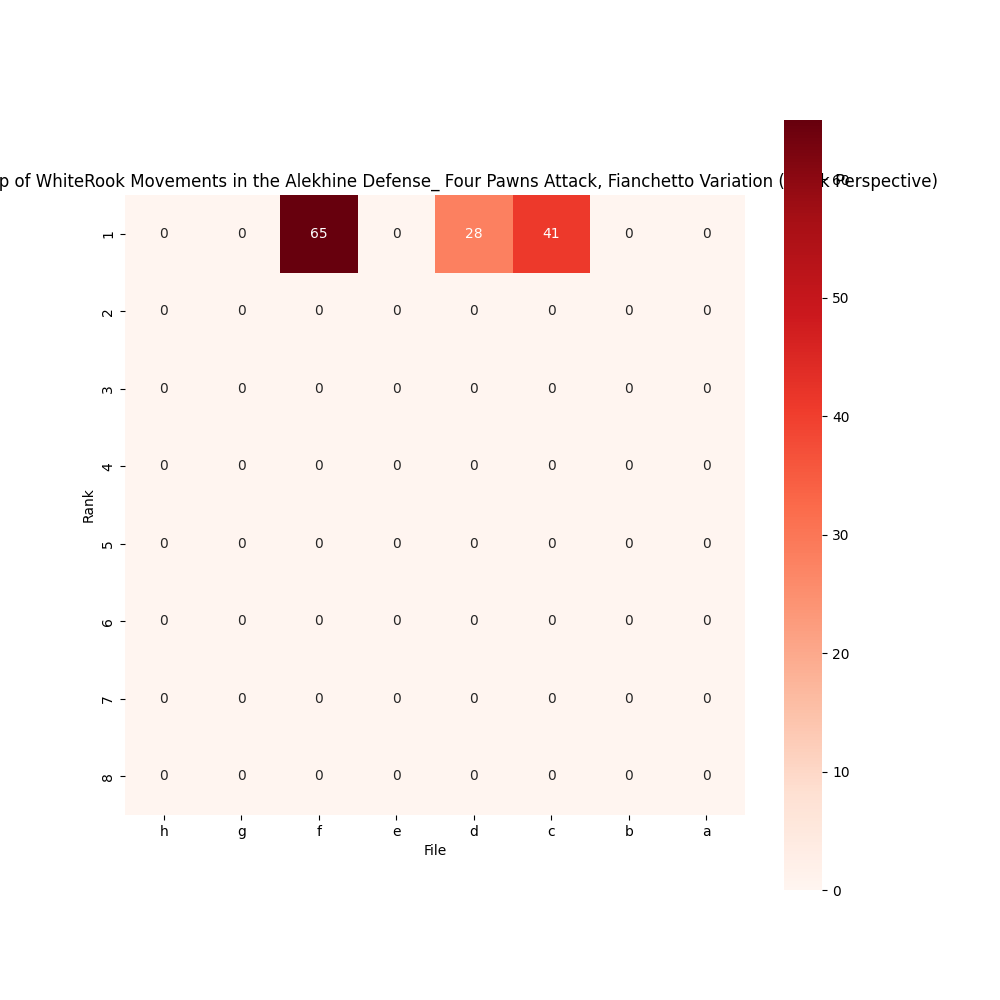 p of WhiteRook Movements in the Alekhine Defense_ Four Pawns Attack, Fianchetto Variation ( Perspective)
1 0 0 65 0 28 41 0 0
2 0 0 0 0 0 0 0 0
3 0 0 0 0 0 0 0 0
4 0 0 0 0 0 0 0 0
5 0 0 0 0 0 0 0 0
6 0 0 0 0 0 0 0 0
7 0 0 0 0 0 0 0 0
8 0 0 0 0 0 0 0 0
Rank
h g f e d c b a
File
60
50
40
30
20
10
0